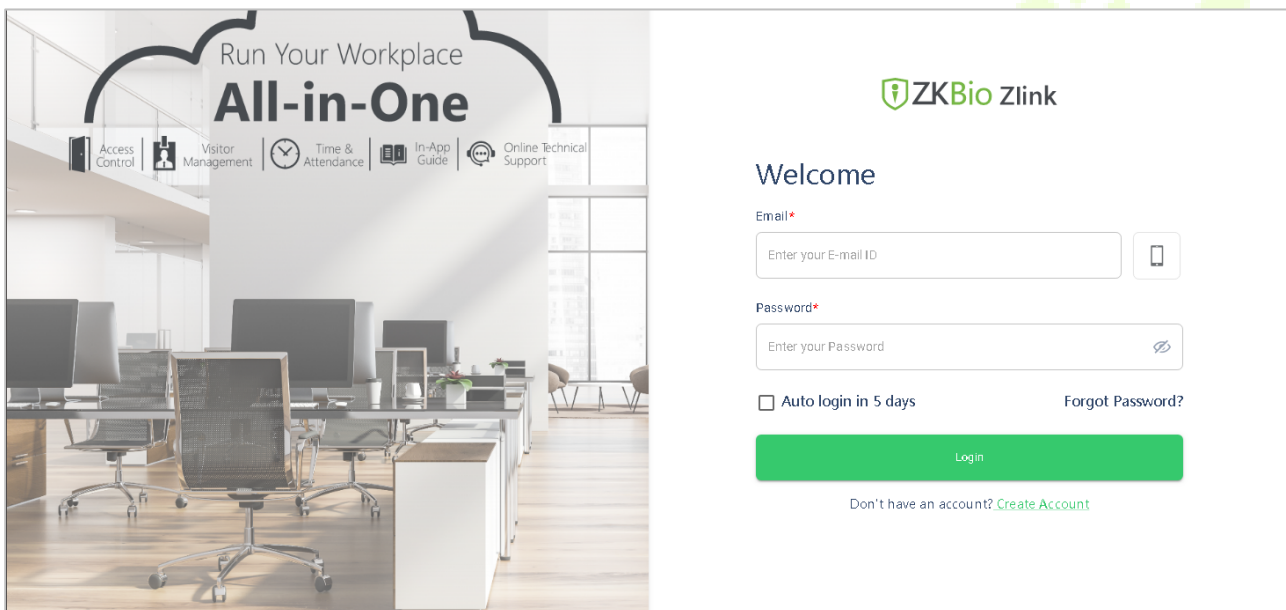 Run Your Workplace
All-in-One
Access
Control
Visitor
Management
Time &
Attendance
In-App
Guide
Online Technical
Support
ZKBio Zlink
Welcome
Email*
Enter your E-mail ID
Password*
Enter your Password
Auto login in 5 days
Forgot Password?
Login
Don't have an account? Create Account